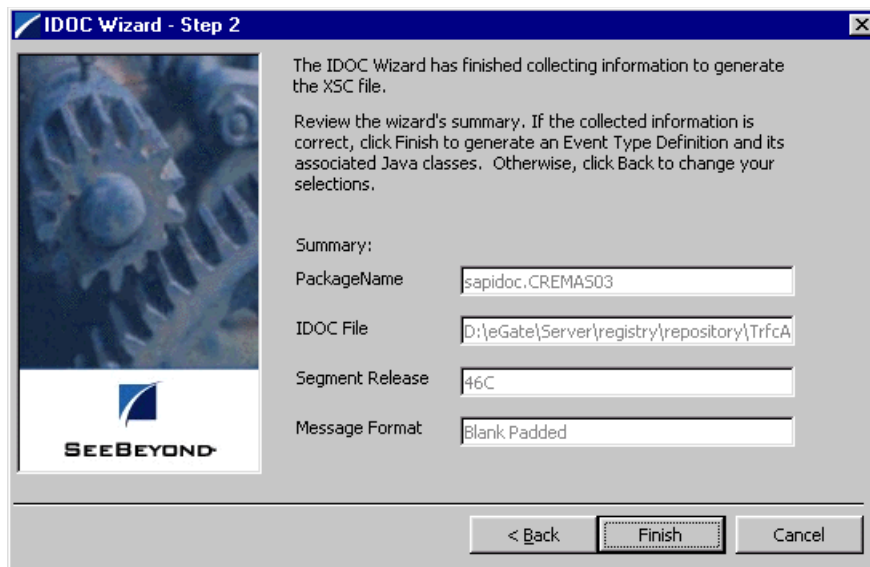 IDOC Wizard - Step 2
The IDOC Wizard has finished collecting information to generate
the XSC file.
Review the wizard's summary. If the collected information is
correct, click Finish to generate an Event Type Definition and its
associated Java classes.  Otherwise, click Back to change your
selections.
Summary:
PackageName
sapidoc.CREMAS03
IDOC File
D:\eGate\Server\registry\repository\TrfcA
Segment Release
46C
Message Format
Blank Padded
SEEBEYOND
< Back
Finish
Cancel